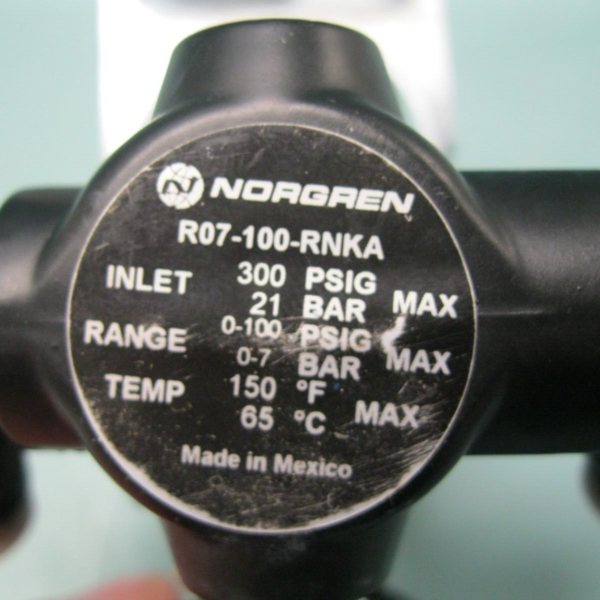 N NORGREN
R07-100-RNKA
INLET 300 PSIG
21 BAR MAX
RANGE 0-100 PSIG
0-7 BAR MAX
TEMP 150 °F
65 °C MAX
Made in Mexico